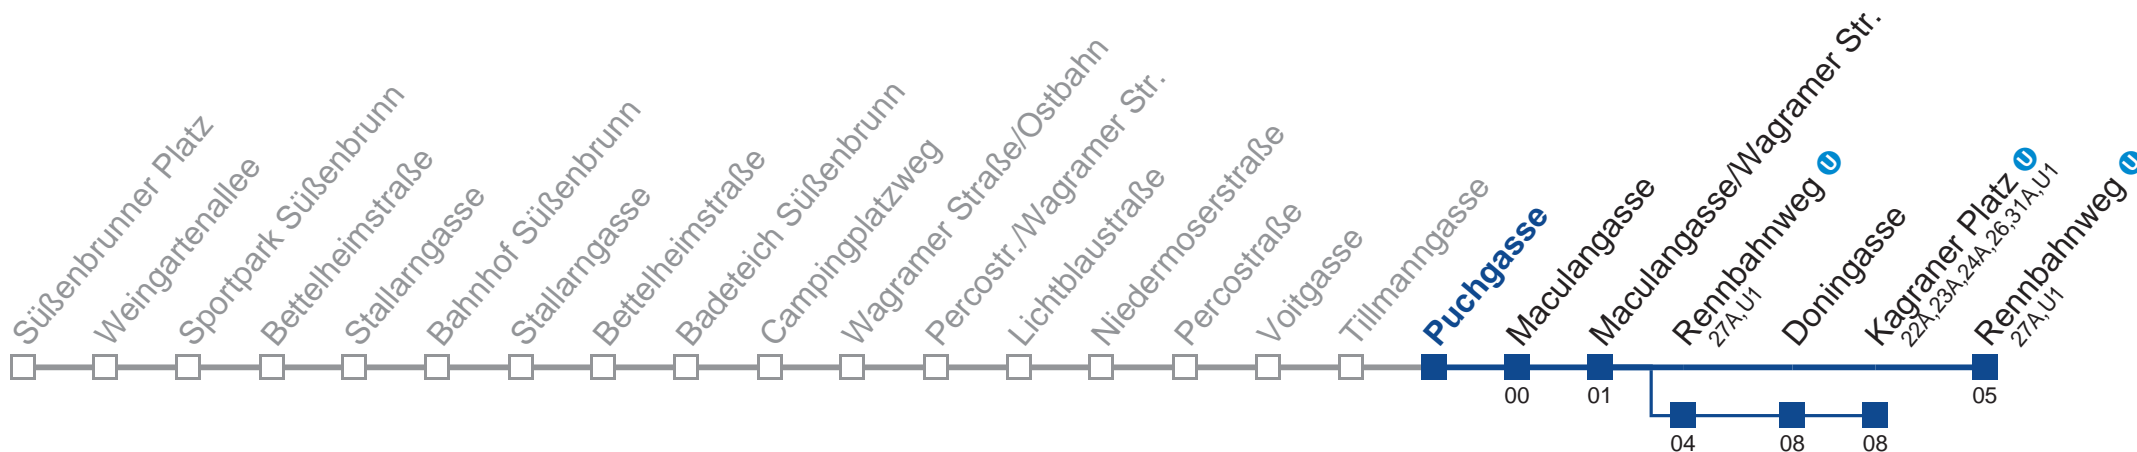 Süßenbrunner Platz
Weingartenallee
Sportpark Süßenbrunn
Bettelheimstraße
Stallarngasse
Bahnhof Süßenbrunn
Stallarngasse
Bettelheimstraße
Badeteich Süßenbrunn
Campingplatzweg
Wagramer Straße/Ostbahn
Percostr./Wagramer Str.
Lichtblaustraße
Niedermoserstraße
Percostraße
Voitgasse
Tillmanngasse
Puchgasse
Maculangasse
Maculangasse/Wagramer Str.
Rennbahnweg U
27A,U1
Doningasse
Kagraner Platz U
22A,23A,24A,26,31A,U1
Rennbahnweg U
27A,U1
00
01
05
04
08
08